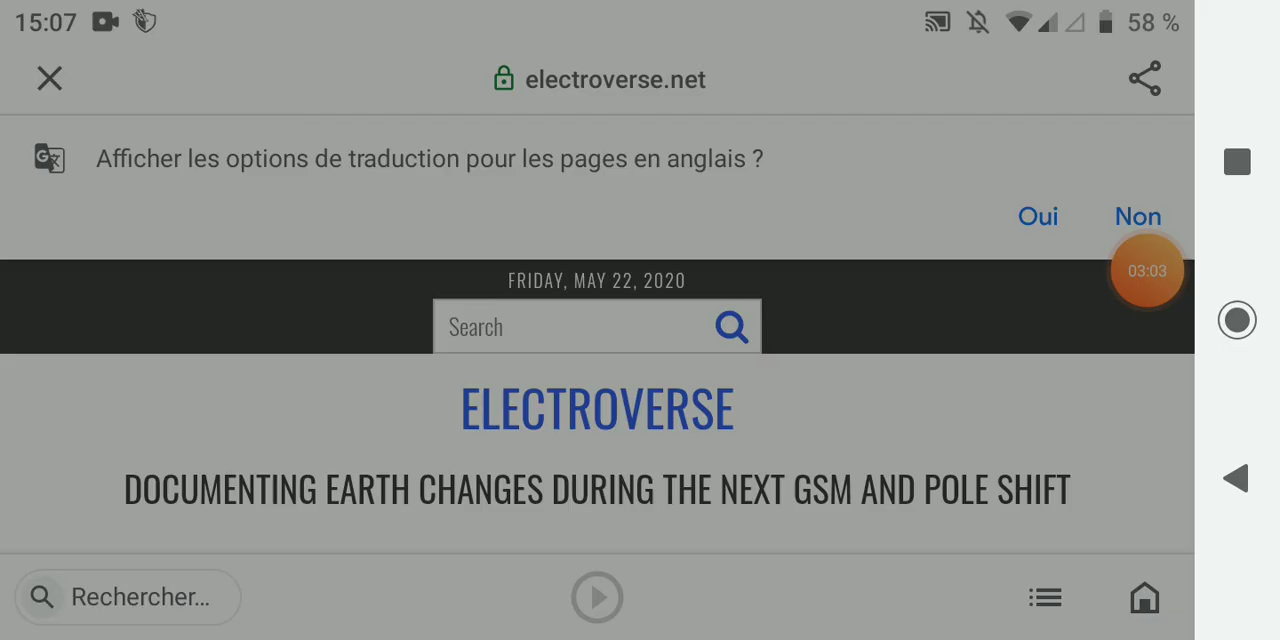 15:07
58 %
electroverse.net
Afficher les options de traduction pour les pages en anglais ?
Oui Non
03:03
FRIDAY, MAY 22, 2020
Search
ELECTROVERSE
DOCUMENTING EARTH CHANGES DURING THE NEXT GSM AND POLE SHIFT
Rechercher...